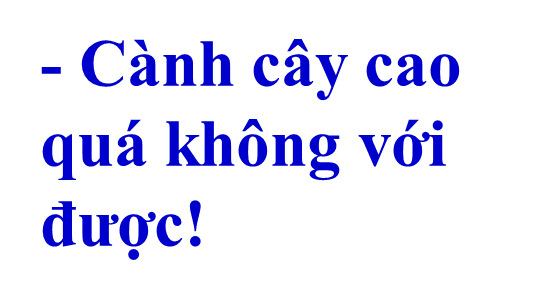 - Cành cây cao
quá không với
được!